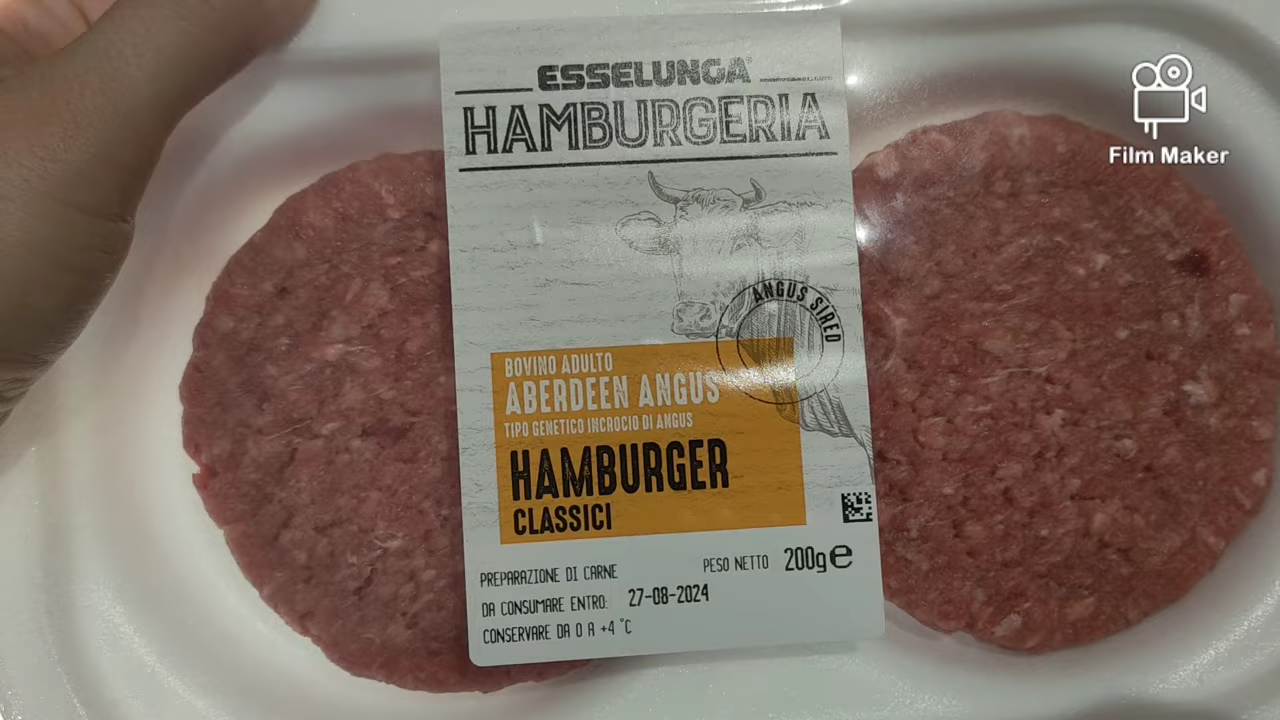 ESSELUNGA
HAMBURGERIA
ANGUS SIRED
BOVINO ADULTO
ABERDEEN ANGUS
TIPO GENETICO INCROCIO DI ANGUS
HAMBURGER
CLASSICI
PREPARAZIONE DI CARNE
PESO NETTO 200g e
DA CONSUMARE ENTRO: 27-08-2024
CONSERVARE DA 0 A +4 °C
Film Maker